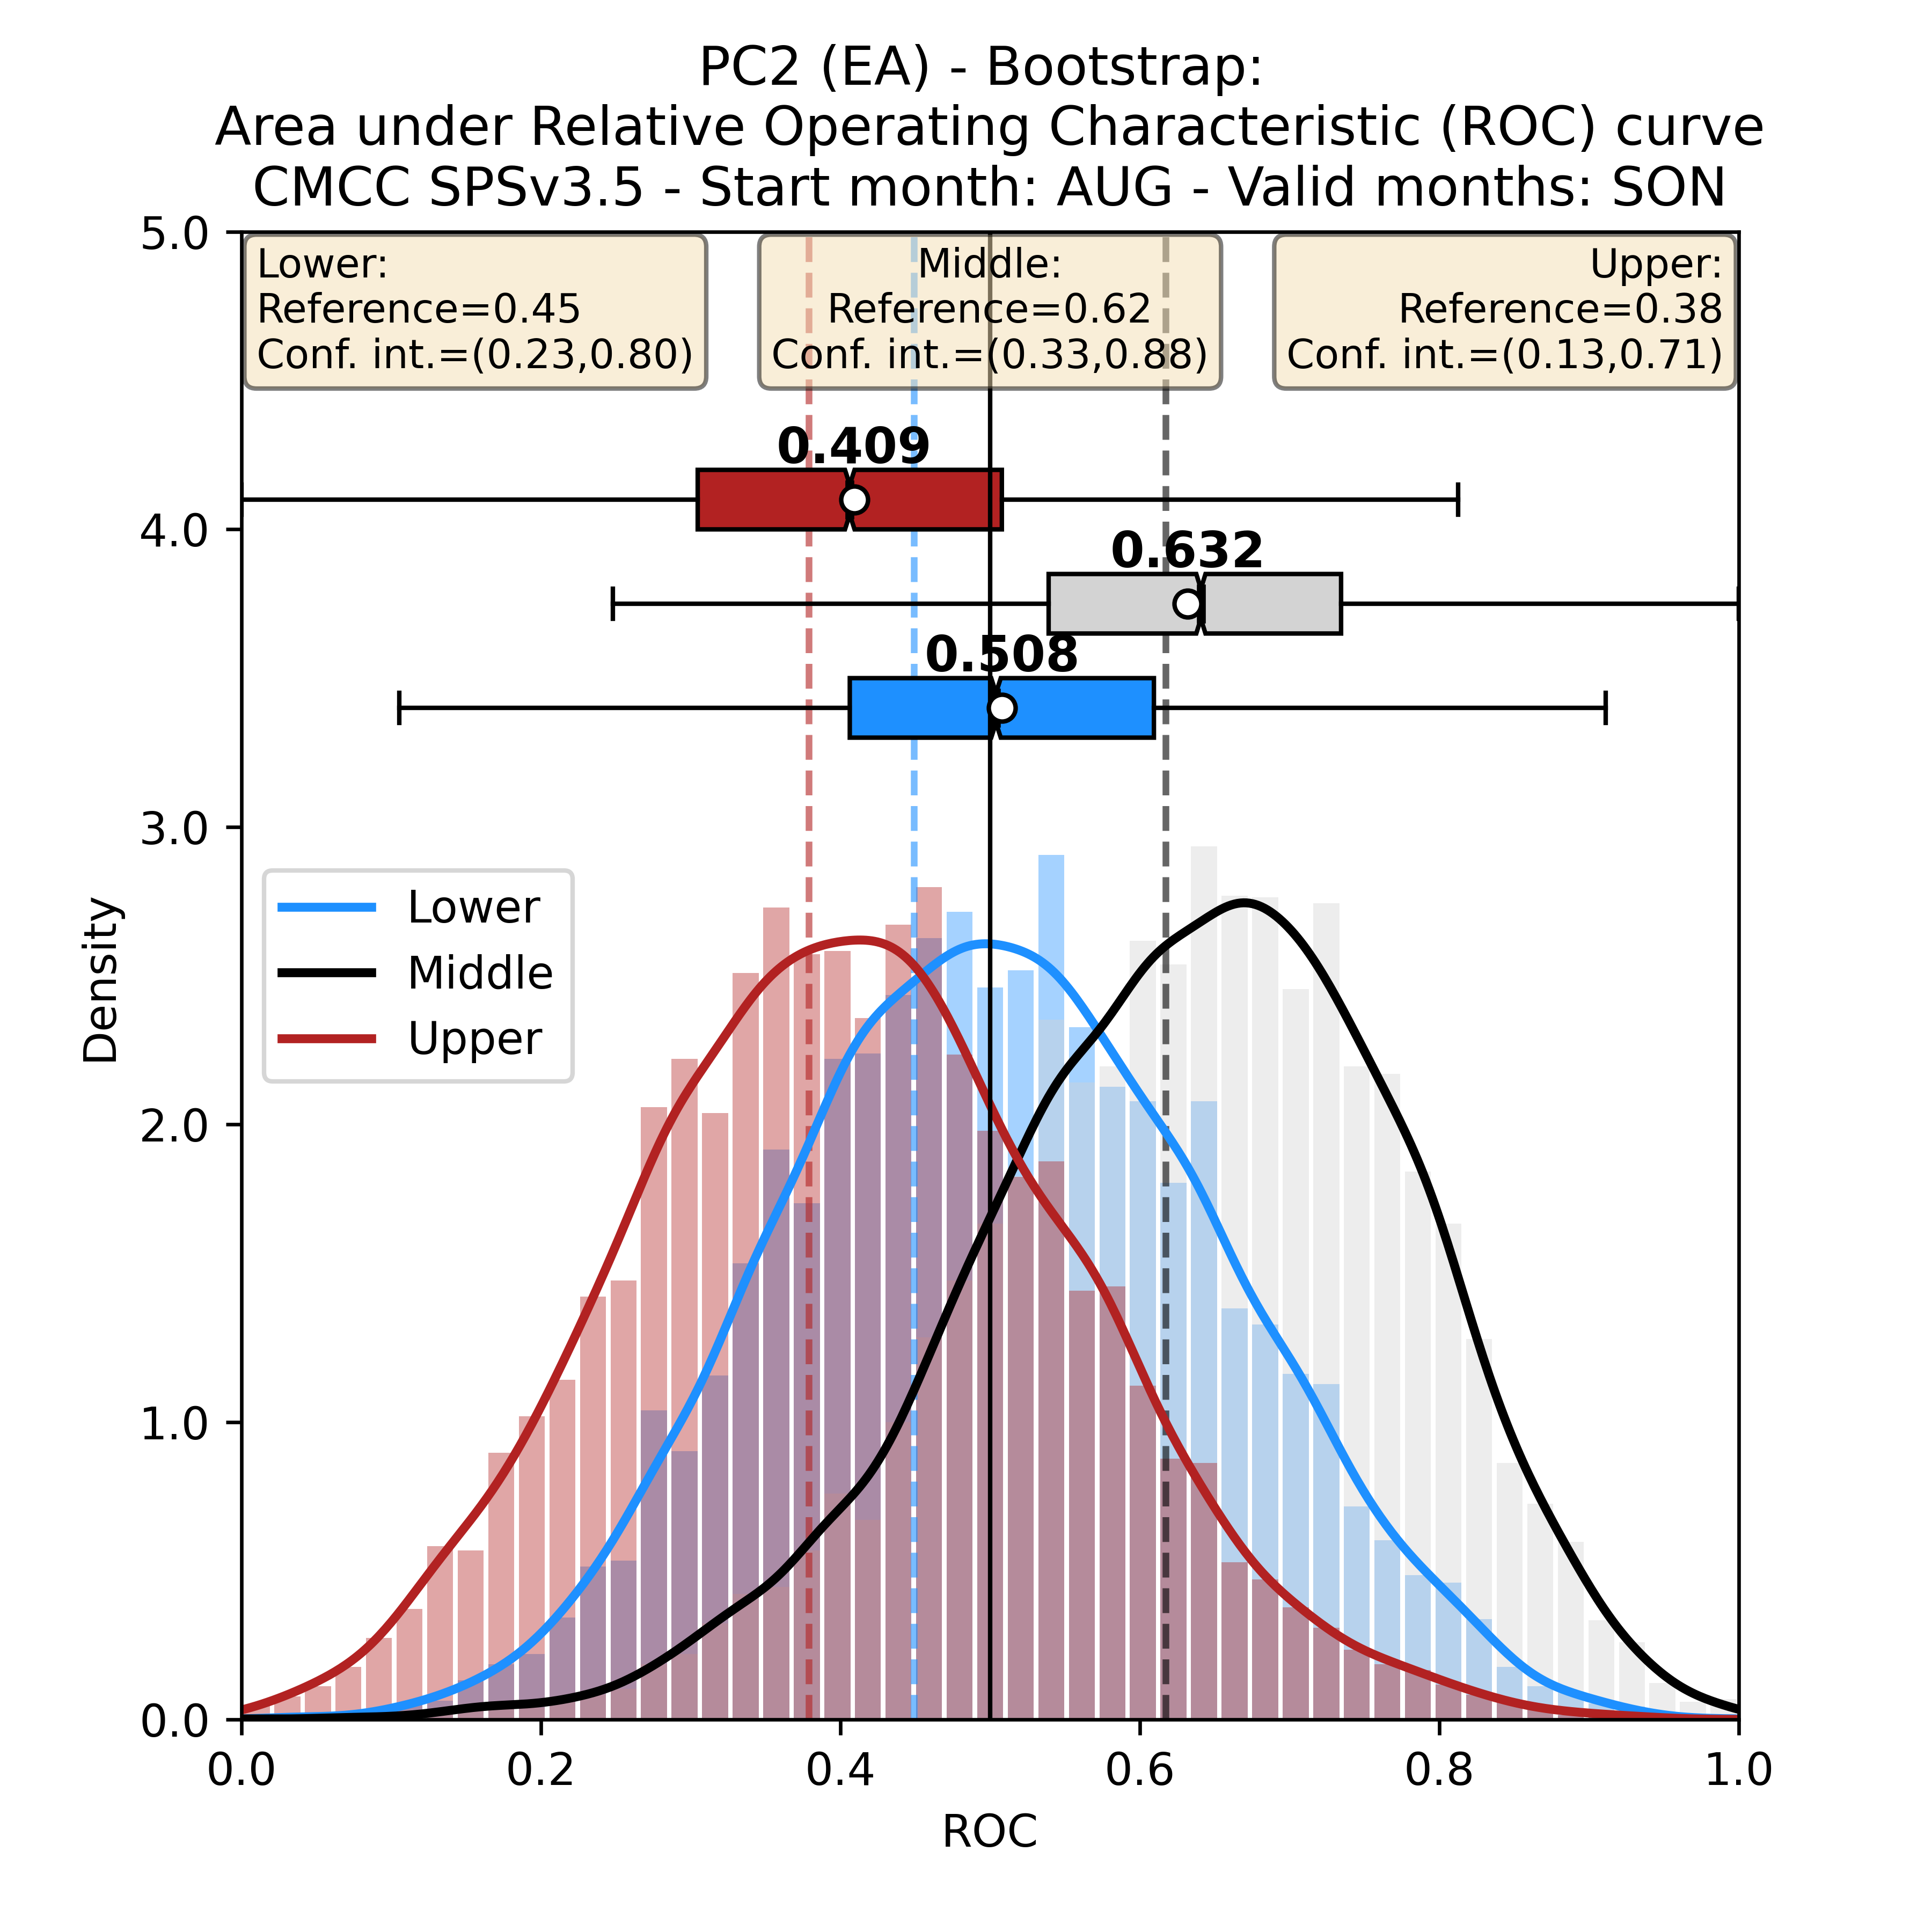 PC2 (EA) - Bootstrap:
Area under Relative Operating Characteristic (ROC) curve
CMCC SPSv3.5 - Start month: AUG - Valid months: SON
5.0
Lower:
Reference=0.45
Conf. int.=(0.23,0.80)
Middle:
Reference=0.62
Conf. int.=(0.33,0.88)
Upper:
Reference=0.38
Conf. int.=(0.13,0.71)
0.409
4.0
0.632
0.508
3.0
Lower
Middle
Upper
Density
2.0
1.0
0.0
0.0 0.2 0.4 0.6 0.8 1.0
ROC